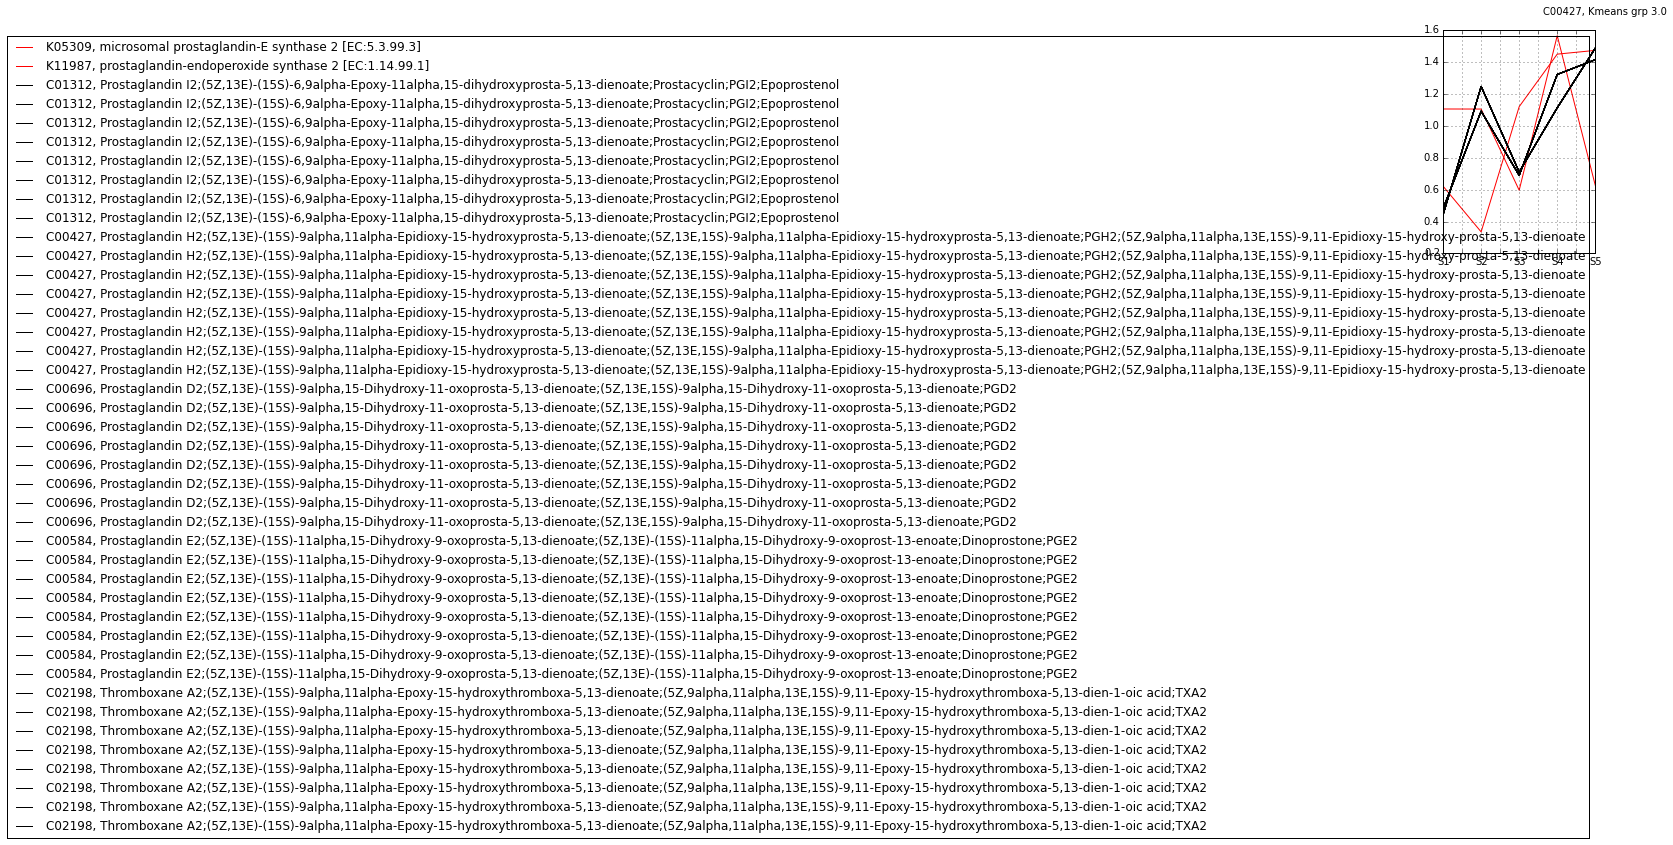 C00427, Kmeans grp 3.0
1.6
1.4
1.2
1.0
0.8
0.6
0.4
0.2
S1 S2 S3 S4 S5
K05309, microsomal prostaglandin-E synthase 2 [EC:5.3.99.3]
K11987, prostaglandin-endoperoxide synthase 2 [EC:1.14.99.1]
C01312, Prostaglandin I2;(5Z,13E)-(15S)-6,9alpha-Epoxy-11alpha,15-dihydroxyprosta-5,13-dienoate;Prostacyclin;PGI2;Epoprostenol
C01312, Prostaglandin I2;(5Z,13E)-(15S)-6,9alpha-Epoxy-11alpha,15-dihydroxyprosta-5,13-dienoate;Prostacyclin;PGI2;Epoprostenol
C01312, Prostaglandin I2;(5Z,13E)-(15S)-6,9alpha-Epoxy-11alpha,15-dihydroxyprosta-5,13-dienoate;Prostacyclin;PGI2;Epoprostenol
C01312, Prostaglandin I2;(5Z,13E)-(15S)-6,9alpha-Epoxy-11alpha,15-dihydroxyprosta-5,13-dienoate;Prostacyclin;PGI2;Epoprostenol
C01312, Prostaglandin I2;(5Z,13E)-(15S)-6,9alpha-Epoxy-11alpha,15-dihydroxyprosta-5,13-dienoate;Prostacyclin;PGI2;Epoprostenol
C01312, Prostaglandin I2;(5Z,13E)-(15S)-6,9alpha-Epoxy-11alpha,15-dihydroxyprosta-5,13-dienoate;Prostacyclin;PGI2;Epoprostenol
C01312, Prostaglandin I2;(5Z,13E)-(15S)-6,9alpha-Epoxy-11alpha,15-dihydroxyprosta-5,13-dienoate;Prostacyclin;PGI2;Epoprostenol
C01312, Prostaglandin I2;(5Z,13E)-(15S)-6,9alpha-Epoxy-11alpha,15-dihydroxyprosta-5,13-dienoate;Prostacyclin;PGI2;Epoprostenol
C00427, Prostaglandin H2;(5Z,13E)-(15S)-9alpha,11alpha-Epidioxy-15-hydroxyprosta-5,13-dienoate;(5Z,13E,15S)-9alpha,11alpha-Epidioxy-15-hydroxyprosta-5,13-dienoate;PGH2;(5Z,9alpha,11alpha,13E,15S)-9,11-Epidioxy-15-hydroxy-prosta-5,13-dienoate
C00427, Prostaglandin H2;(5Z,13E)-(15S)-9alpha,11alpha-Epidioxy-15-hydroxyprosta-5,13-dienoate;(5Z,13E,15S)-9alpha,11alpha-Epidioxy-15-hydroxyprosta-5,13-dienoate;PGH2;(5Z,9alpha,11alpha,13E,15S)-9,11-Epidioxy-15-hydroxy-prosta-5,13-dienoate
C00427, Prostaglandin H2;(5Z,13E)-(15S)-9alpha,11alpha-Epidioxy-15-hydroxyprosta-5,13-dienoate;(5Z,13E,15S)-9alpha,11alpha-Epidioxy-15-hydroxyprosta-5,13-dienoate;PGH2;(5Z,9alpha,11alpha,13E,15S)-9,11-Epidioxy-15-hydroxy-prosta-5,13-dienoate
C00427, Prostaglandin H2;(5Z,13E)-(15S)-9alpha,11alpha-Epidioxy-15-hydroxyprosta-5,13-dienoate;(5Z,13E,15S)-9alpha,11alpha-Epidioxy-15-hydroxyprosta-5,13-dienoate;PGH2;(5Z,9alpha,11alpha,13E,15S)-9,11-Epidioxy-15-hydroxy-prosta-5,13-dienoate
C00427, Prostaglandin H2;(5Z,13E)-(15S)-9alpha,11alpha-Epidioxy-15-hydroxyprosta-5,13-dienoate;(5Z,13E,15S)-9alpha,11alpha-Epidioxy-15-hydroxyprosta-5,13-dienoate;PGH2;(5Z,9alpha,11alpha,13E,15S)-9,11-Epidioxy-15-hydroxy-prosta-5,13-dienoate
C00427, Prostaglandin H2;(5Z,13E)-(15S)-9alpha,11alpha-Epidioxy-15-hydroxyprosta-5,13-dienoate;(5Z,13E,15S)-9alpha,11alpha-Epidioxy-15-hydroxyprosta-5,13-dienoate;PGH2;(5Z,9alpha,11alpha,13E,15S)-9,11-Epidioxy-15-hydroxy-prosta-5,13-dienoate
C00427, Prostaglandin H2;(5Z,13E)-(15S)-9alpha,11alpha-Epidioxy-15-hydroxyprosta-5,13-dienoate;(5Z,13E,15S)-9alpha,11alpha-Epidioxy-15-hydroxyprosta-5,13-dienoate;PGH2;(5Z,9alpha,11alpha,13E,15S)-9,11-Epidioxy-15-hydroxy-prosta-5,13-dienoate
C00427, Prostaglandin H2;(5Z,13E)-(15S)-9alpha,11alpha-Epidioxy-15-hydroxyprosta-5,13-dienoate;(5Z,13E,15S)-9alpha,11alpha-Epidioxy-15-hydroxyprosta-5,13-dienoate;PGH2;(5Z,9alpha,11alpha,13E,15S)-9,11-Epidioxy-15-hydroxy-prosta-5,13-dienoate
C00696, Prostaglandin D2;(5Z,13E)-(15S)-9alpha,15-Dihydroxy-11-oxoprosta-5,13-dienoate;(5Z,13E,15S)-9alpha,15-Dihydroxy-11-oxoprosta-5,13-dienoate;PGD2
C00696, Prostaglandin D2;(5Z,13E)-(15S)-9alpha,15-Dihydroxy-11-oxoprosta-5,13-dienoate;(5Z,13E,15S)-9alpha,15-Dihydroxy-11-oxoprosta-5,13-dienoate;PGD2
C00696, Prostaglandin D2;(5Z,13E)-(15S)-9alpha,15-Dihydroxy-11-oxoprosta-5,13-dienoate;(5Z,13E,15S)-9alpha,15-Dihydroxy-11-oxoprosta-5,13-dienoate;PGD2
C00696, Prostaglandin D2;(5Z,13E)-(15S)-9alpha,15-Dihydroxy-11-oxoprosta-5,13-dienoate;(5Z,13E,15S)-9alpha,15-Dihydroxy-11-oxoprosta-5,13-dienoate;PGD2
C00696, Prostaglandin D2;(5Z,13E)-(15S)-9alpha,15-Dihydroxy-11-oxoprosta-5,13-dienoate;(5Z,13E,15S)-9alpha,15-Dihydroxy-11-oxoprosta-5,13-dienoate;PGD2
C00696, Prostaglandin D2;(5Z,13E)-(15S)-9alpha,15-Dihydroxy-11-oxoprosta-5,13-dienoate;(5Z,13E,15S)-9alpha,15-Dihydroxy-11-oxoprosta-5,13-dienoate;PGD2
C00696, Prostaglandin D2;(5Z,13E)-(15S)-9alpha,15-Dihydroxy-11-oxoprosta-5,13-dienoate;(5Z,13E,15S)-9alpha,15-Dihydroxy-11-oxoprosta-5,13-dienoate;PGD2
C00696, Prostaglandin D2;(5Z,13E)-(15S)-9alpha,15-Dihydroxy-11-oxoprosta-5,13-dienoate;(5Z,13E,15S)-9alpha,15-Dihydroxy-11-oxoprosta-5,13-dienoate;PGD2
C00584, Prostaglandin E2;(5Z,13E)-(15S)-11alpha,15-Dihydroxy-9-oxoprosta-5,13-dienoate;(5Z,13E)-(15S)-11alpha,15-Dihydroxy-9-oxoprost-13-enoate;Dinoprostone;PGE2
C00584, Prostaglandin E2;(5Z,13E)-(15S)-11alpha,15-Dihydroxy-9-oxoprosta-5,13-dienoate;(5Z,13E)-(15S)-11alpha,15-Dihydroxy-9-oxoprost-13-enoate;Dinoprostone;PGE2
C00584, Prostaglandin E2;(5Z,13E)-(15S)-11alpha,15-Dihydroxy-9-oxoprosta-5,13-dienoate;(5Z,13E)-(15S)-11alpha,15-Dihydroxy-9-oxoprost-13-enoate;Dinoprostone;PGE2
C00584, Prostaglandin E2;(5Z,13E)-(15S)-11alpha,15-Dihydroxy-9-oxoprosta-5,13-dienoate;(5Z,13E)-(15S)-11alpha,15-Dihydroxy-9-oxoprost-13-enoate;Dinoprostone;PGE2
C00584, Prostaglandin E2;(5Z,13E)-(15S)-11alpha,15-Dihydroxy-9-oxoprosta-5,13-dienoate;(5Z,13E)-(15S)-11alpha,15-Dihydroxy-9-oxoprost-13-enoate;Dinoprostone;PGE2
C00584, Prostaglandin E2;(5Z,13E)-(15S)-11alpha,15-Dihydroxy-9-oxoprosta-5,13-dienoate;(5Z,13E)-(15S)-11alpha,15-Dihydroxy-9-oxoprost-13-enoate;Dinoprostone;PGE2
C00584, Prostaglandin E2;(5Z,13E)-(15S)-11alpha,15-Dihydroxy-9-oxoprosta-5,13-dienoate;(5Z,13E)-(15S)-11alpha,15-Dihydroxy-9-oxoprost-13-enoate;Dinoprostone;PGE2
C00584, Prostaglandin E2;(5Z,13E)-(15S)-11alpha,15-Dihydroxy-9-oxoprosta-5,13-dienoate;(5Z,13E)-(15S)-11alpha,15-Dihydroxy-9-oxoprost-13-enoate;Dinoprostone;PGE2
C02198, Thromboxane A2;(5Z,13E)-(15S)-9alpha,11alpha-Epoxy-15-hydroxythromboxa-5,13-dienoate;(5Z,9alpha,11alpha,13E,15S)-9,11-Epoxy-15-hydroxythromboxa-5,13-dien-1-oic acid;TXA2
C02198, Thromboxane A2;(5Z,13E)-(15S)-9alpha,11alpha-Epoxy-15-hydroxythromboxa-5,13-dienoate;(5Z,9alpha,11alpha,13E,15S)-9,11-Epoxy-15-hydroxythromboxa-5,13-dien-1-oic acid;TXA2
C02198, Thromboxane A2;(5Z,13E)-(15S)-9alpha,11alpha-Epoxy-15-hydroxythromboxa-5,13-dienoate;(5Z,9alpha,11alpha,13E,15S)-9,11-Epoxy-15-hydroxythromboxa-5,13-dien-1-oic acid;TXA2
C02198, Thromboxane A2;(5Z,13E)-(15S)-9alpha,11alpha-Epoxy-15-hydroxythromboxa-5,13-dienoate;(5Z,9alpha,11alpha,13E,15S)-9,11-Epoxy-15-hydroxythromboxa-5,13-dien-1-oic acid;TXA2
C02198, Thromboxane A2;(5Z,13E)-(15S)-9alpha,11alpha-Epoxy-15-hydroxythromboxa-5,13-dienoate;(5Z,9alpha,11alpha,13E,15S)-9,11-Epoxy-15-hydroxythromboxa-5,13-dien-1-oic acid;TXA2
C02198, Thromboxane A2;(5Z,13E)-(15S)-9alpha,11alpha-Epoxy-15-hydroxythromboxa-5,13-dienoate;(5Z,9alpha,11alpha,13E,15S)-9,11-Epoxy-15-hydroxythromboxa-5,13-dien-1-oic acid;TXA2
C02198, Thromboxane A2;(5Z,13E)-(15S)-9alpha,11alpha-Epoxy-15-hydroxythromboxa-5,13-dienoate;(5Z,9alpha,11alpha,13E,15S)-9,11-Epoxy-15-hydroxythromboxa-5,13-dien-1-oic acid;TXA2
C02198, Thromboxane A2;(5Z,13E)-(15S)-9alpha,11alpha-Epoxy-15-hydroxythromboxa-5,13-dienoate;(5Z,9alpha,11alpha,13E,15S)-9,11-Epoxy-15-hydroxythromboxa-5,13-dien-1-oic acid;TXA2